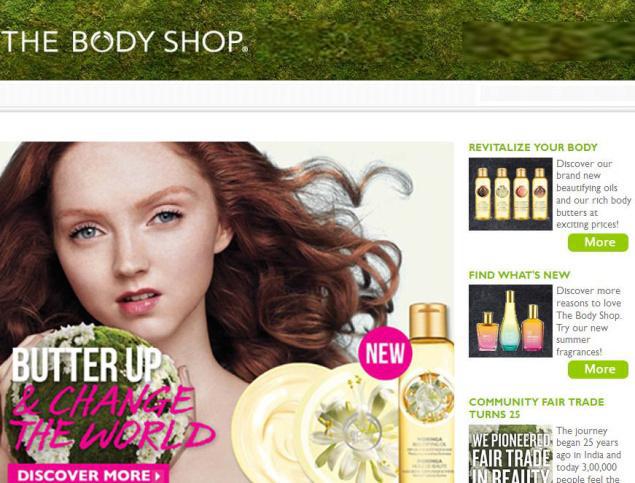 THE BODY SHOP®
REVITALIZE YOUR BODY
Discover our
brand new
beautifying oils
and our rich body
butters at
exciting prices!
More
FIND WHAT'S NEW
Discover more
reasons to love
The Body Shop.
Try our new
summer
fragrances!
More
COMMUNITY FAIR TRADE
TURNS 25
WE PIONEERED
FAIR TRADE
IN BEAUTY
The journey
began 25 years
ago in India and
today 3,00,000
people feel the
NEW
BUTTER UP
& CHANGE
THE WORLD
DISCOVER MORE
MORINGA